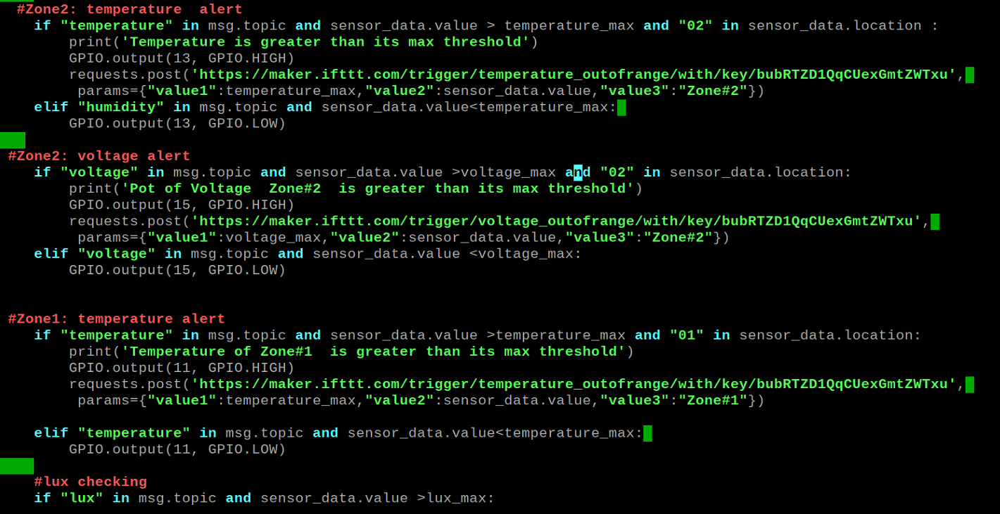 #Zone2: temperature  alert
if "temperature" in msg.topic and sensor_data.value > temperature_max and "02" in sensor_data.location :
print('Temperature is greater than its max threshold')
GPIO.output(13, GPIO.HIGH)
requests.post('https://maker.ifttt.com/trigger/temperature_outofrange/with/key/bubRTZD1QqCUexGmtZWTxu',
params={"value1":temperature_max,"value2":sensor_data.value,"value3":"Zone#2"})
elif "humidity" in msg.topic and sensor_data.value<temperature_max:
GPIO.output(13, GPIO.LOW)
#Zone2: voltage alert
if "voltage" in msg.topic and sensor_data.value >voltage_max and "02" in sensor_data.location:
print('Pot of Voltage  Zone#2  is greater than its max threshold')
GPIO.output(15, GPIO.HIGH)
requests.post('https://maker.ifttt.com/trigger/voltage_outofrange/with/key/bubRTZD1QqCUexGmtZWTxu',
params={"value1":voltage_max,"value2":sensor_data.value,"value3":"Zone#2"})
elif "voltage" in msg.topic and sensor_data.value <voltage_max:
GPIO.output(15, GPIO.LOW)
#Zone1: temperature alert
if "temperature" in msg.topic and sensor_data.value >temperature_max and "01" in sensor_data.location:
print('Temperature of Zone#1  is greater than its max threshold')
GPIO.output(11, GPIO.HIGH)
requests.post('https://maker.ifttt.com/trigger/temperature_outofrange/with/key/bubRTZD1QqCUexGmtZWTxu',
params={"value1":temperature_max,"value2":sensor_data.value,"value3":"Zone#1"})
elif "temperature" in msg.topic and sensor_data.value<temperature_max:
GPIO.output(11, GPIO.LOW)
#lux checking
if "lux" in msg.topic and sensor_data.value >lux_max: